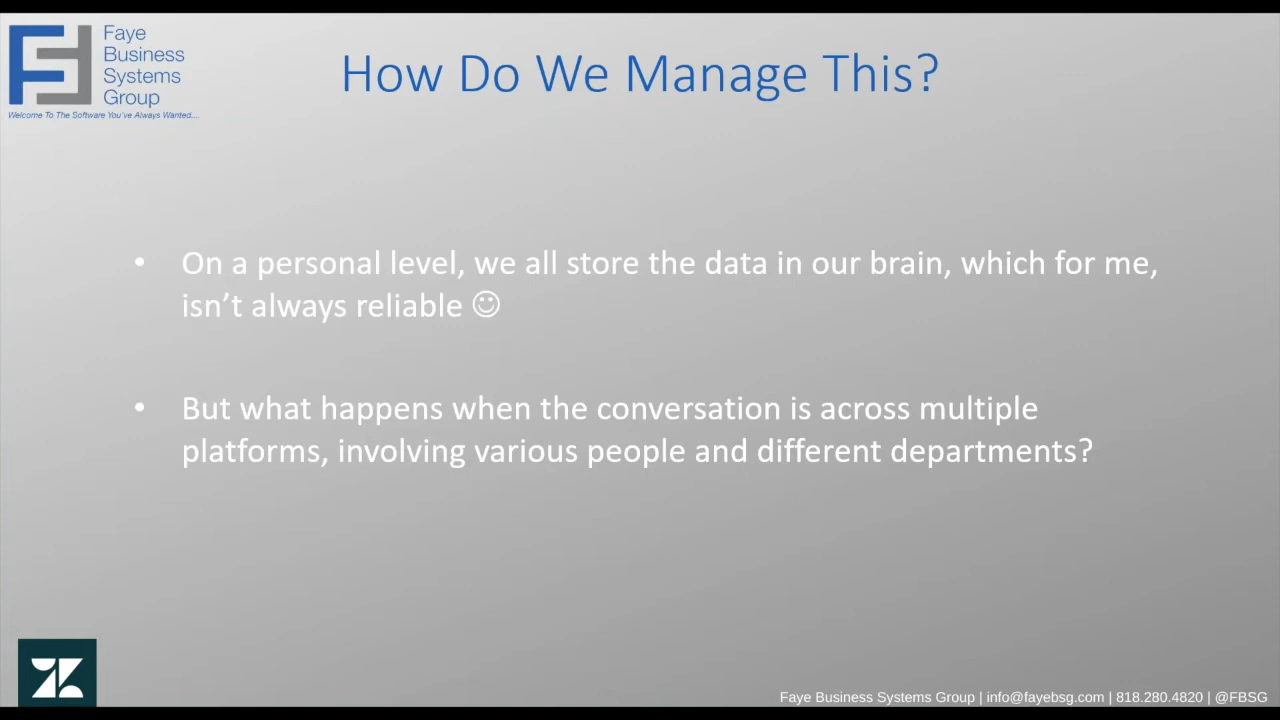 Faye
Business
Systems
Group
Welcome To The Software You've Always Wanted....
How Do We Manage This?
• On a personal level, we all store the data in our brain, which for me,
isn't always reliable ☺
• But what happens when the conversation is across multiple
platforms, involving various people and different departments?
Faye Business Systems Group | info@fayebsg.com | 818.280.4820 | @FBSG